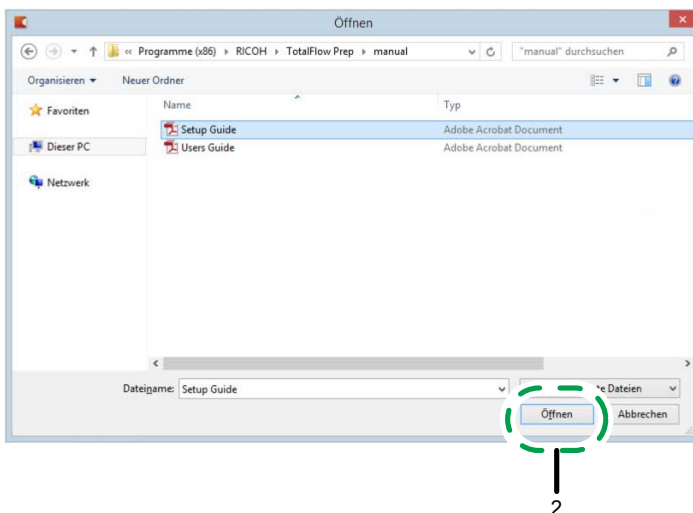 Öffnen
« Programme (x86) ▸ RICOH ▸ TotalFlow Prep ▸ manual
"manual" durchsuchen
Organisieren Neuer Ordner
Name Typ
Favoriten
Setup Guide Adobe Acrobat Document
Dieser PC
Users Guide Adobe Acrobat Document
Netzwerk
Dateiname: Setup Guide
Dateien
Öffnen Abbrechen
2